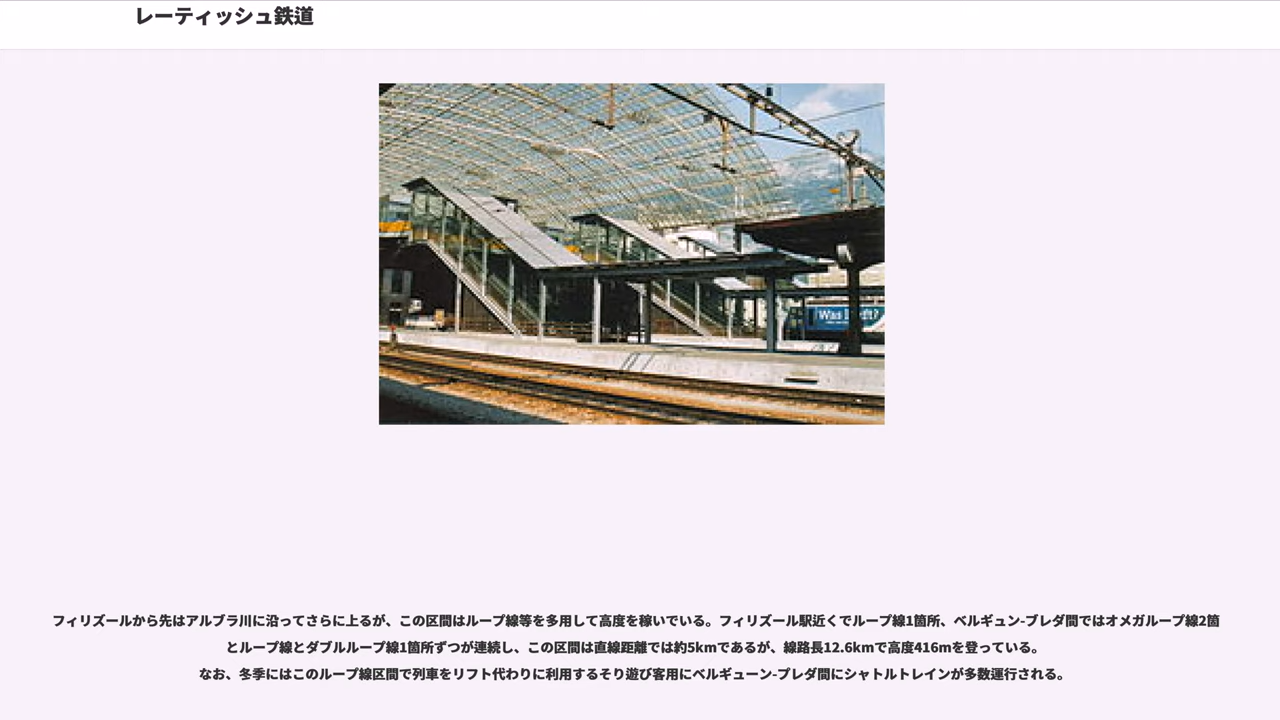 レーティッシュ鉄道
Was
フィリズールから先はアルブラ川に沿ってさらに上るが、この区間はループ線等を多用して高度を稼いでいる。フィリズール駅近くでループ線1箇所、ベルギュン-ブレダ間ではオメガループ線2箇
とループ線とダブルループ線1箇所ずつが連続し、この区間は直線距離では約5kmであるが、線路長12.6kmで高度416mを登っている。
なお、冬季にはこのループ線区間で列車をリフト代わりに利用するそり遊び客用にベルギューン-プレダ間にシャトルトレインが多数運行される。